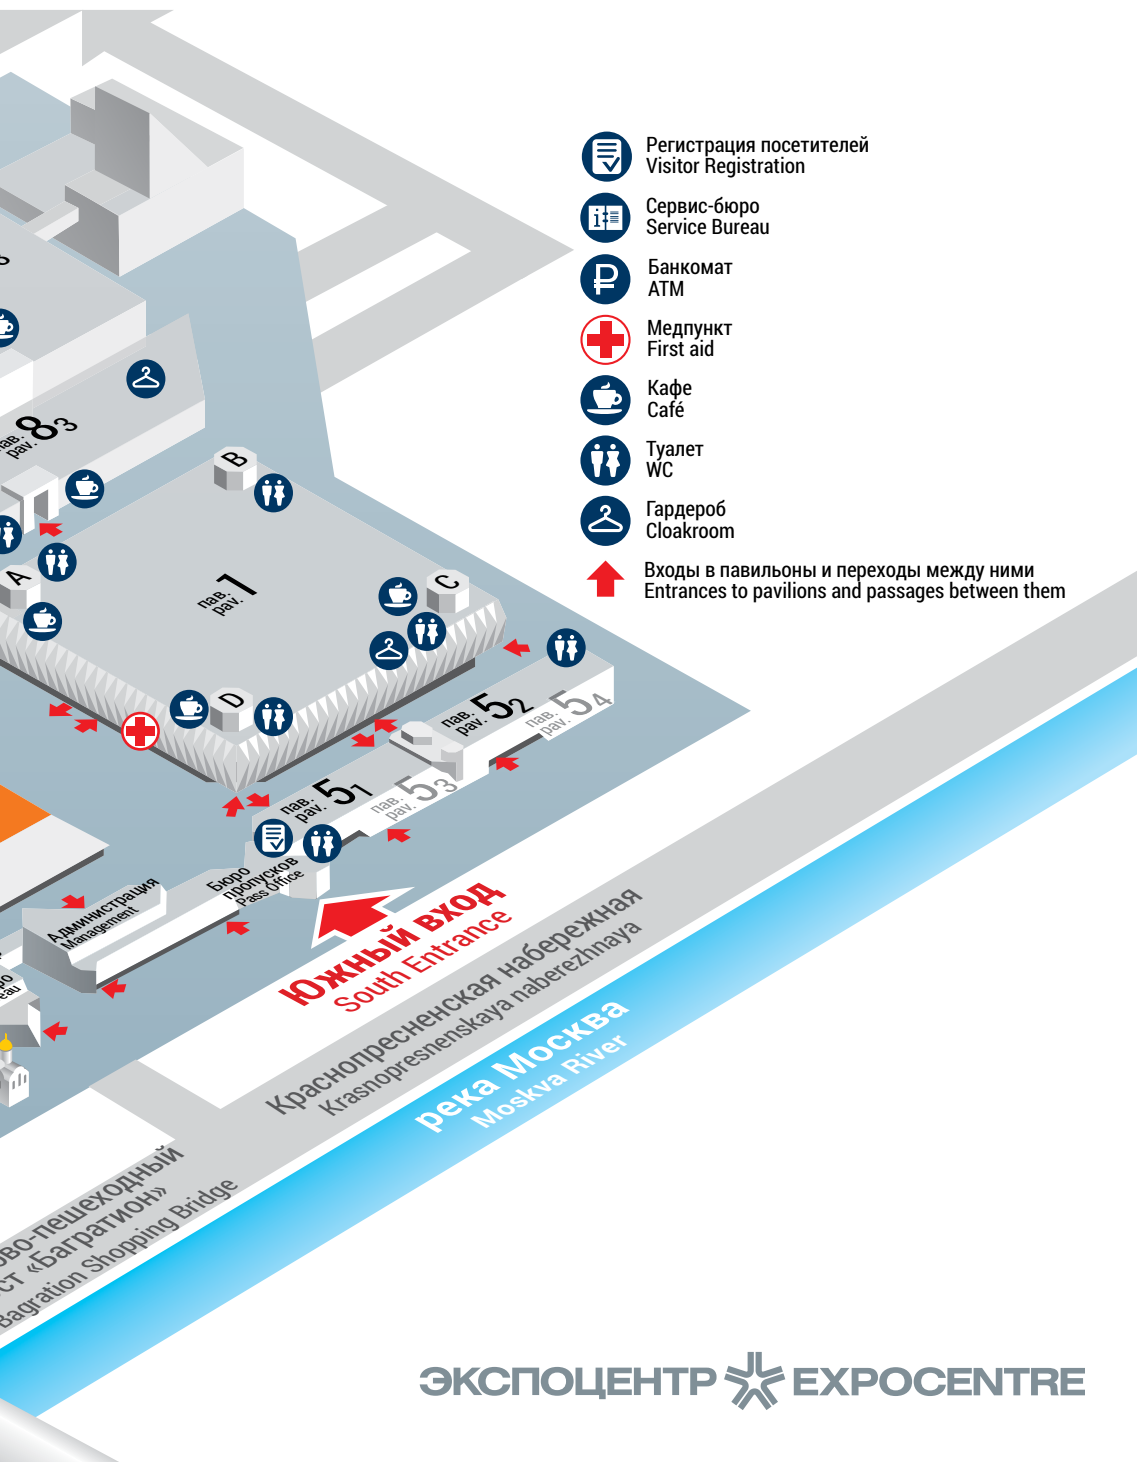 Регистрация посетителей
Visitor Registration
Сервис-бюро
Service Bureau
Банкомат
ATM
Медпункт
First aid
Кафе
Café
Туалет
WC
Гардероб
Cloakroom
Входы в павильоны и переходы между ними
Entrances to pavilions and passages between them
pav. 8 3
B
A
C
D
пав.
pav. 1
пав.
pav. 5 2
пав.
pav. 5 4
пав.
pav. 5 1
пав.
pav. 5 3
Бюро
пропусков
Pass Office
Администрация
Management
Южный вход
South Entrance
Краснопресненская набережная
Krasnopresnenskaya naberezhnaya
река Москва
Moskva River
«Багратион»
Bagration Shopping Bridge
ЭКСПОЦЕНТР EXPOCENTRE